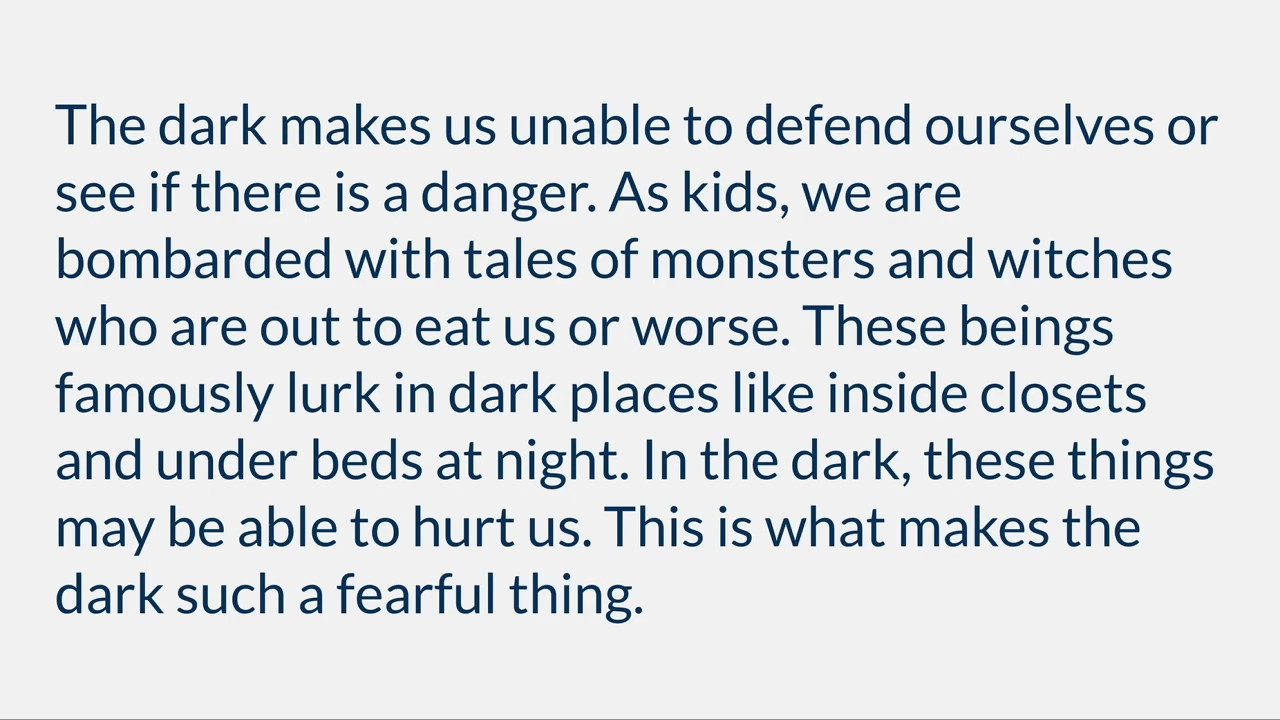 The dark makes us unable to defend ourselves or
see if there is a danger. As kids, we are
bombarded with tales of monsters and witches
who are out to eat us or worse. These beings
famously lurk in dark places like inside closets
and under beds at night. In the dark, these things
may be able to hurt us. This is what makes the
dark such a fearful thing.